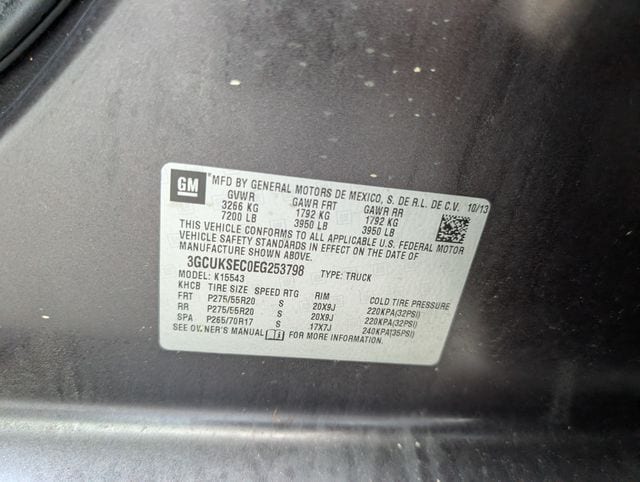 GM MFD BY GENERAL MOTORS DE MEXICO, S. DE R.L. DE C.V. 10/13
GVWR GAWR FRT GAWR RR
3266 KG 1792 KG 1792 KG
7200 LB 3950 LB 3950 LB
THIS VEHICLE CONFORMS TO ALL APPLICABLE U.S. FEDERAL MOTOR
VEHICLE SAFETY STANDARDS IN EFFECT ON THE DATE OF
MANUFACTURE SHOWN ABOVE.
3GCUKSEC0EG253798 TYPE: TRUCK
MODEL: K15543
KHCB TIRE SIZE SPEED RTG RIM COLD TIRE PRESSURE
FRT P275/55R20 S 20X9J 220KPA(32PSI)
RR P275/55R20 S 20X9J 220KPA(32PSI)
SPA P265/70R17 S 17X7J 240KPA(35PSI)
SEE OWNER'S MANUAL FOR MORE INFORMATION.